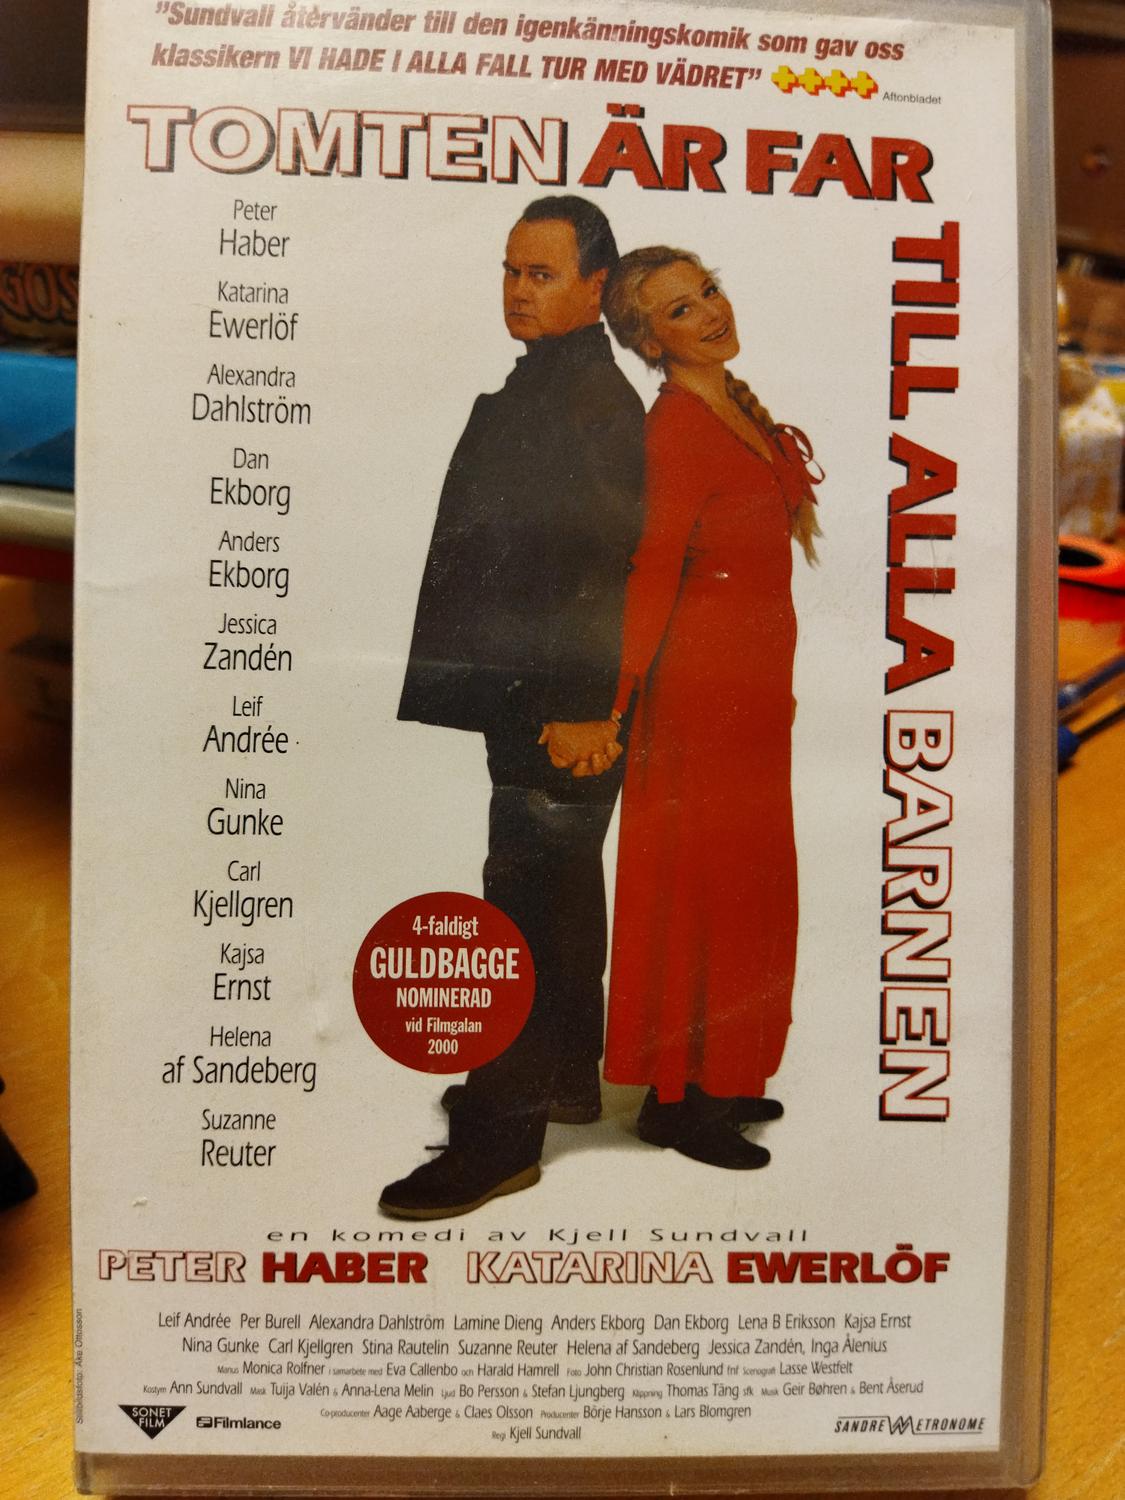 "Sundvall återvänder till den igenkänningskomik som gav oss
klassikern VI HADE I ALLA FALL TUR MED VÄDRET"
Aftonbladet
TOMTEN ÄR FAR
TILL ALLA BARNEN
Peter
Haber
Katarina
Ewerlöf
Alexandra
Dahlström
Dan
Ekborg
Anders
Ekborg
Jessica
Zandén
Leif
Andrée
Nina
Gunke
Carl
Kjellgren
Kajsa
Ernst
Helena
af Sandeberg
Suzanne
Reuter
4-faldigt
GULDBAGGE
NOMINERAD
vid Filmgalan
2000
en komedi av Kjell Sundvall
PETER HABER KATARINA EWERLÖF
Leif Andrée Per Burell Alexandra Dahlström Lamine Dieng Anders Ekborg Dan Ekborg Lena B Eriksson Kajsa Ernst
Nina Gunke Carl Kjellgren Stina Rautelin Suzanne Reuter Helena af Sandeberg Jessica Zandén, Inga Ålenius
Manus Monica Rolfner i samarbete med Eva Callenbo och Harald Hamrell Foto John Christian Rosenlund fnf Scenografi Lasse Westfelt
Kostym Ann Sundvall Mask Tuija Valén & Anna-Lena Melin Ljud Bo Persson & Stefan Ljungberg Klippning Thomas Täng sfk Musik Geir Bøhren & Bent Åserud
Co-producenter Aage Aaberge & Claes Olsson Producenter Börje Hansson & Lars Blomgren
Regi Kjell Sundvall
SONET
FILM
Filmlance
SANDREW METRONOME
Stillbildsfoto: Åke Ottosson